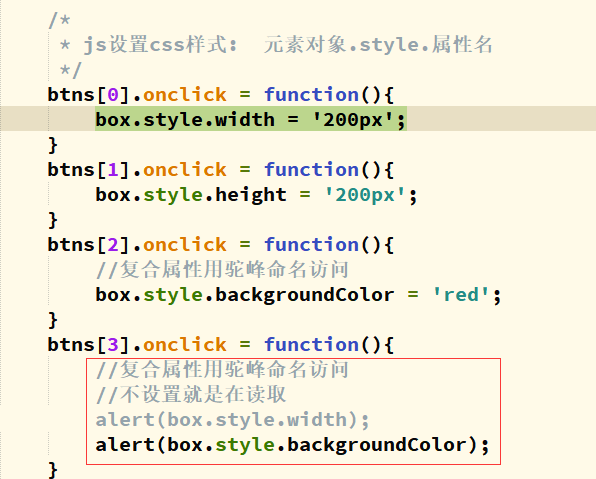 /*
* js设置css样式： 元素对象.style.属性名
*/
btns[0].onclick = function(){
box.style.width = '200px';
}
btns[1].onclick = function(){
box.style.height = '200px';
}
btns[2].onclick = function(){
//复合属性用驼峰命名访问
box.style.backgroundColor = 'red';
}
btns[3].onclick = function(){
//复合属性用驼峰命名访问
//不设置就是在读取
alert(box.style.width);
alert(box.style.backgroundColor);
}